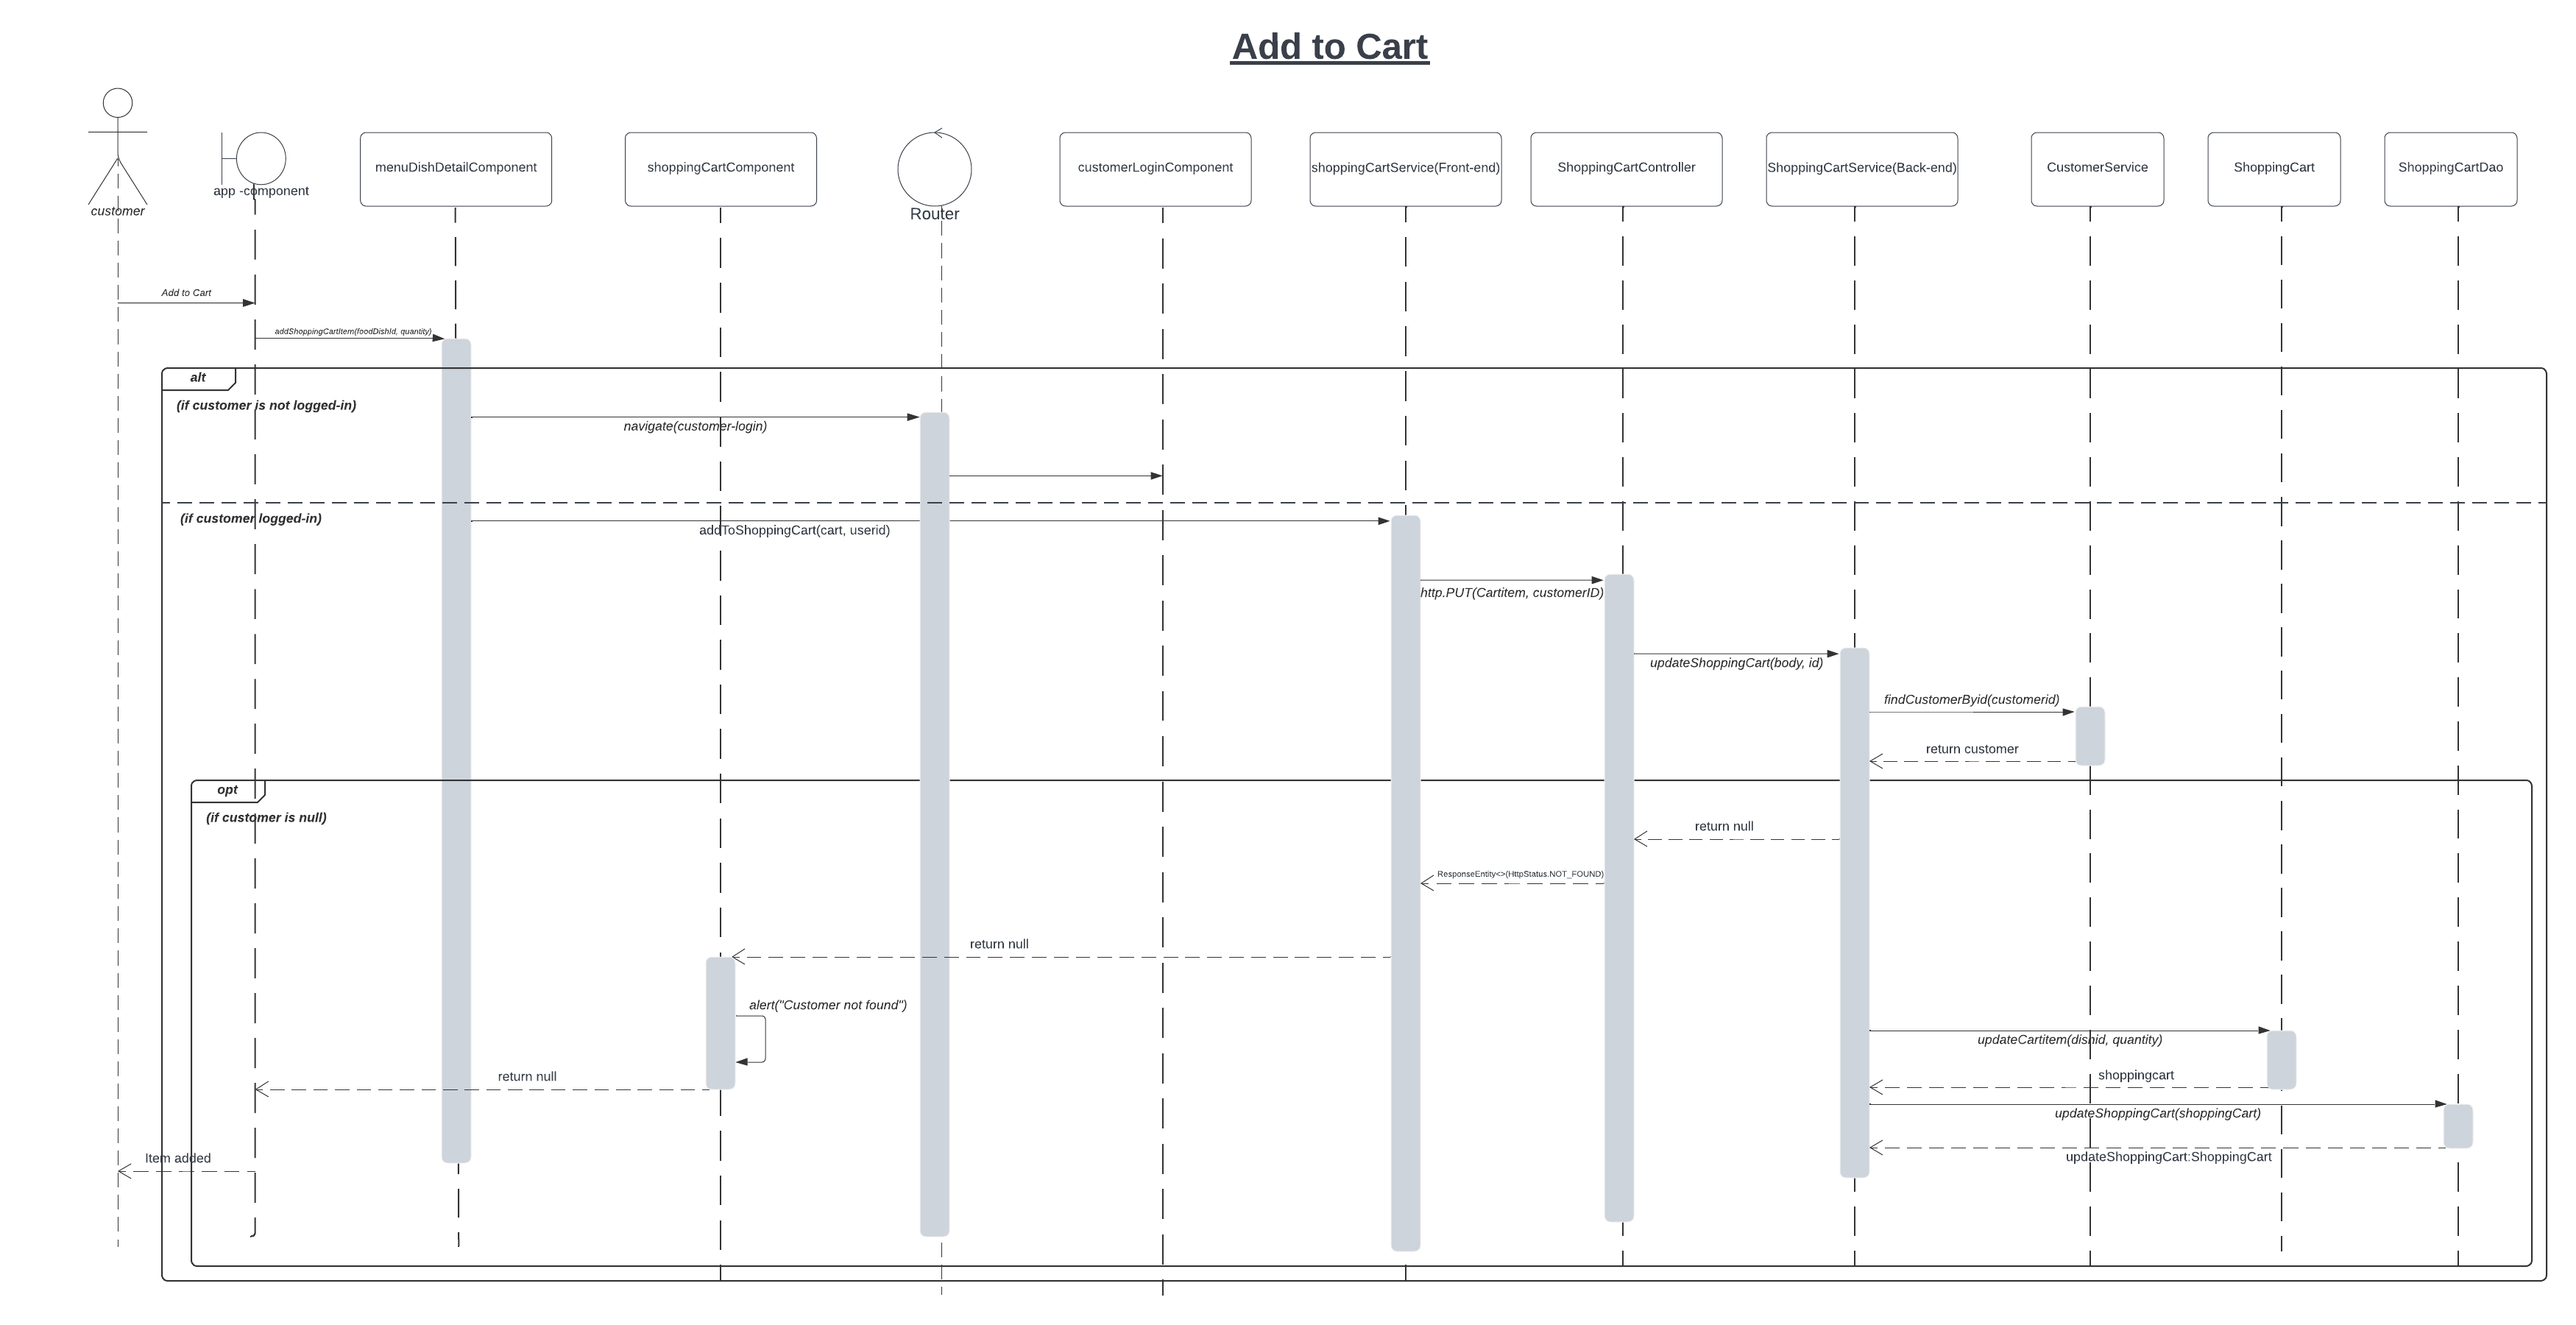 Add to Cart
customer
app -component
menuDishDetailComponent
shoppingCartComponent
Router
customerLoginComponent
shoppingCartService(Front-end)
ShoppingCartController
ShoppingCartService(Back-end)
CustomerService
ShoppingCart
ShoppingCartDao
Add to Cart
addShoppingCartItem(foodDishId, quantity)
alt
(if customer is not logged-in)
navigate(customer-login)
(if customer logged-in)
addToShoppingCart(cart, userid)
http.PUT(Cartitem, customerID)
updateShoppingCart(body, id)
findCustomerByid(customerid)
return customer
opt
(if customer is null)
return null
ResponseEntity<>(HttpStatus.NOT_FOUND)
return null
alert("Customer not found")
updateCartitem(dishid, quantity)
shoppingcart
return null
updateShoppingCart(shoppingCart)
updateShoppingCart:ShoppingCart
Item added